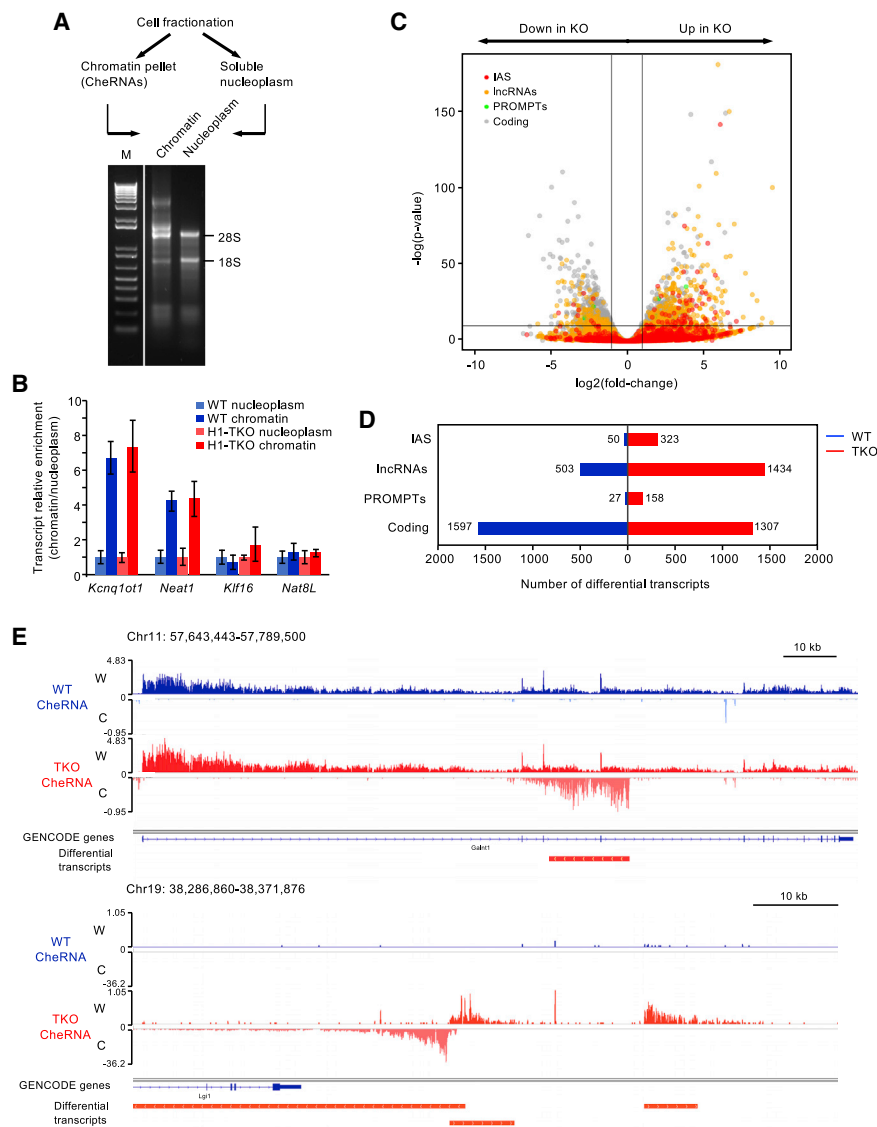 A
Cell fractionation
Chromatin pellet
(CheRNAs)
Soluble
nucleoplasm
M
Chromatin
Nucleoplasm
28S
18S
B
Transcript relative enrichment
(chromatin/nucleoplasm)
10
8
6
4
2
0
WT nucleoplasm
WT chromatin
H1-TKO nucleoplasm
H1-TKO chromatin
Kcnq1ot1
Neat1
Klf16
Nat8L
C
Down in KO
Up in KO
IAS
lncRNAs
PROMPTs
Coding
-log(p-value)
150
100
50
0
-10
-5
0
5
10
log2(fold-change)
D
IAS
50
323
lncRNAs
503
1434
PROMPTs
27
158
Coding
1597
1307
WT
TKO
2000
1500
1000
500
0
500
1000
1500
2000
Number of differential transcripts
E
Chr11: 57,643,443-57,789,500
10 kb
WT
CheRNA
4.83
W
0
0
C
-0.95
TKO
CheRNA
4.83
W
0
0
C
-0.95
GENCODE genes
Galnt1
Differential
transcripts
Chr19: 38,286,860-38,371,876
10 kb
WT
CheRNA
1.05
W
0
0
C
-36.2
TKO
CheRNA
1.05
W
0
0
C
-36.2
GENCODE genes
Lgi1
Differential
transcripts